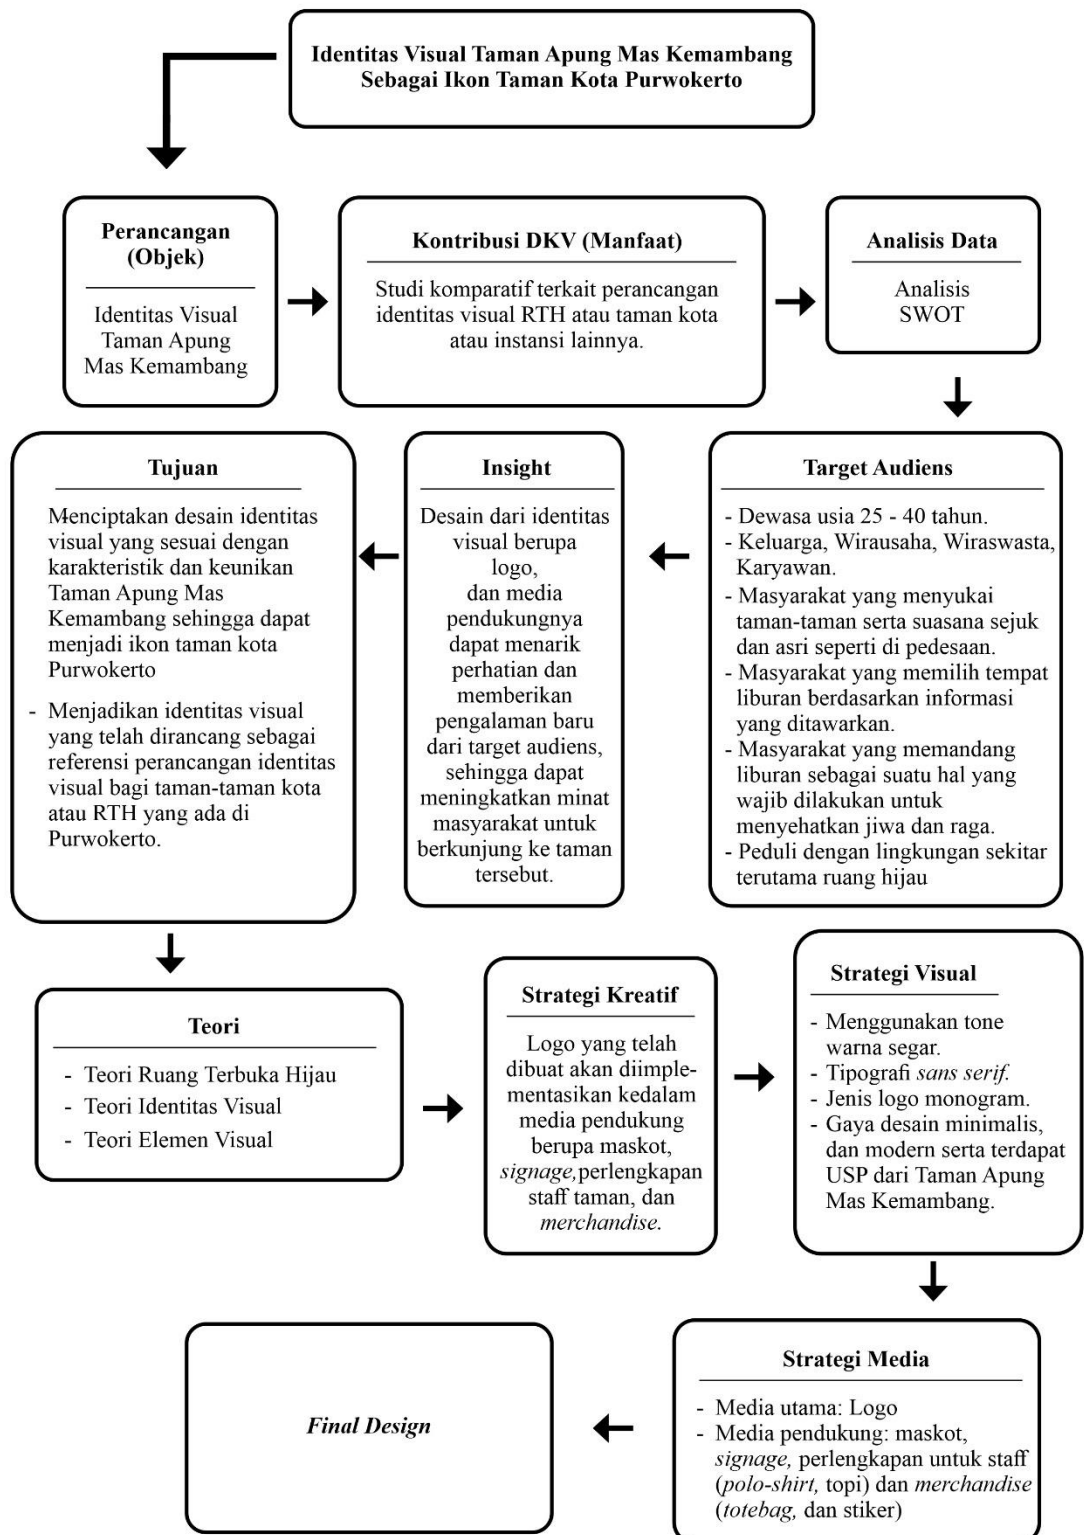 Identitas Visual Taman Apung Mas Kemambang
Sebagai Ikon Taman Kota Purwokerto
Perancangan
(Objek)
Identitas Visual
Taman Apung
Mas Kemambang
Kontribusi DKV (Manfaat)
Studi komparatif terkait perancangan
identitas visual RTH atau taman kota
atau instansi lainnya.
Analisis Data
Analisis
SWOT
Target Audiens
- Dewasa usia 25 - 40 tahun.
- Keluarga, Wirausaha, Wiraswasta,
Karyawan.
- Masyarakat yang menyukai
taman-taman serta suasana sejuk
dan asri seperti di pedesaan.
- Masyarakat yang memilih tempat
liburan berdasarkan informasi
yang ditawarkan.
- Masyarakat yang memandang
liburan sebagai suatu hal yang
wajib dilakukan untuk
menyehatkan jiwa dan raga.
- Peduli dengan lingkungan sekitar
terutama ruang hijau
Insight
Desain dari identitas
visual berupa
logo,
dan media
pendukungnya
dapat menarik
perhatian dan
memberikan
pengalaman baru
dari target audiens,
sehingga dapat
meningkatkan minat
masyarakat untuk
berkunjung ke taman
tersebut.
Tujuan
- Menciptakan desain identitas
visual yang sesuai dengan
karakteristik dan keunikan
Taman Apung Mas
Kemambang sehingga dapat
menjadi ikon taman kota
Purwokerto
- Menjadikan identitas visual
yang telah dirancang sebagai
referensi perancangan identitas
visual bagi taman-taman kota
atau RTH yang ada di
Purwokerto.
Teori
- Teori Ruang Terbuka Hijau
- Teori Identitas Visual
- Teori Elemen Visual
Strategi Kreatif
Logo yang telah
dibuat akan diimple-
mentasikan kedalam
media pendukung
berupa maskot,
signage,perlengkapan
staff taman, dan
merchandise.
Strategi Visual
- Menggunakan tone
warna segar.
- Tipografi sans serif.
- Jenis logo monogram.
- Gaya desain minimalis,
dan modern serta terdapat
USP dari Taman Apung
Mas Kemambang.
Strategi Media
- Media utama: Logo
- Media pendukung: maskot,
signage, perlengkapan untuk staff
(polo-shirt, topi) dan merchandise
(totebag, dan stiker)
Final Design